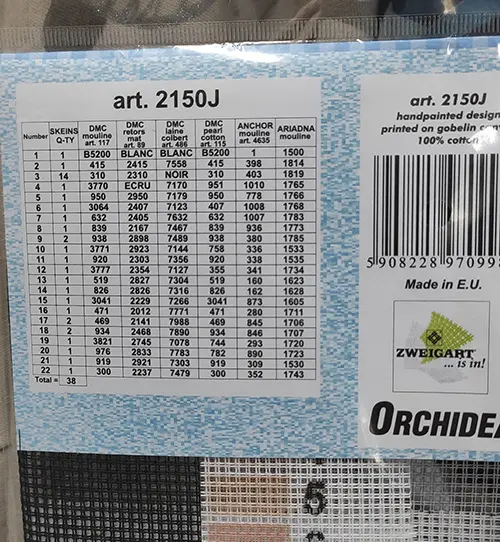 art. 2150J
Number SKEINS Q-TY DMC mouline art. 117 DMC retors mat art. 89 DMC laine colbert art. 486 DMC pearl cotton art. 115 ANCHOR mouline art. 4635 ARIADNA mouline
1 1 B5200 BLANC BLANC B5200 1 1500
2 1 415 2415 7558 415 398 1814
3 14 310 2310 NOIR 310 403 1819
4 1 3770 ECRU 7170 951 1010 1765
5 1 950 2950 7179 950 778 1766
6 1 3064 2407 7123 407 1008 1768
7 1 632 2405 7632 632 1007 1783
8 1 839 2167 7467 839 936 1773
9 2 938 2898 7489 938 380 1785
10 1 3771 2923 7144 758 336 1533
11 1 920 2303 7356 920 338 1535
12 1 3777 2354 7127 355 341 1734
13 1 519 2827 7304 519 160 1623
14 1 826 2826 7316 826 162 1628
15 1 3041 2229 7266 3041 873 1605
16 1 471 2012 7771 471 280 1711
17 2 469 2141 7988 469 845 1706
18 2 934 2468 7890 934 846 1707
19 1 3821 2745 7078 744 293 1720
20 1 976 2833 7783 782 890 1723
21 1 919 2921 7303 919 309 1530
22 1 300 2237 7479 300 352 1743
Total = 38
art. 2150J
handpainted design
printed on gobelin
100% cotton
5 908228 97099
Made in E.U.
ZWEIGART
... is in!
ORCHIDEA